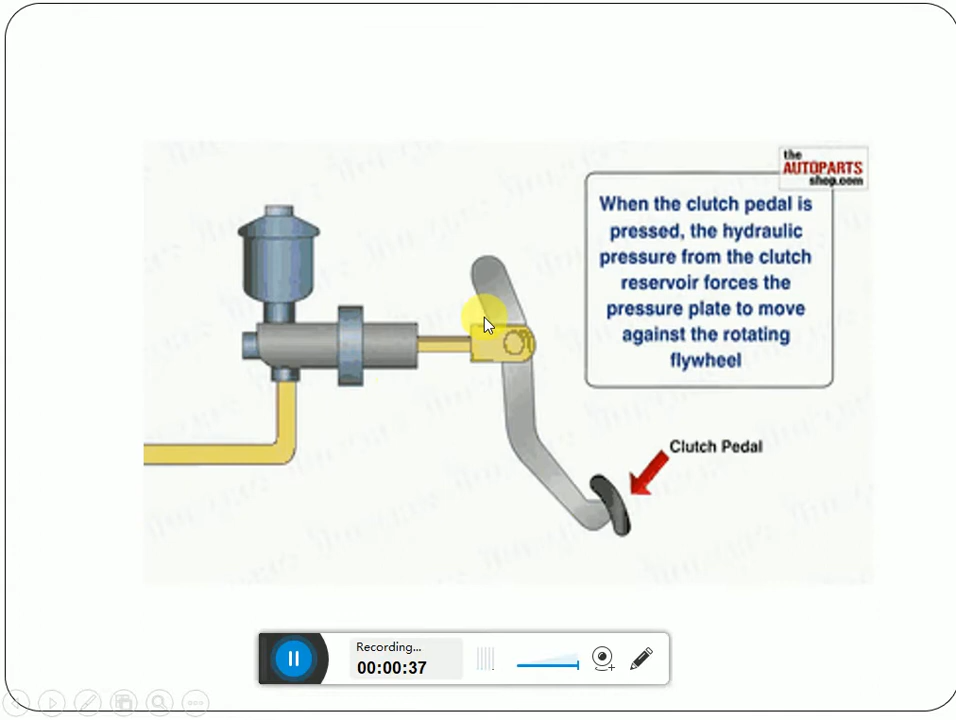 the
AUTOPARTS
shop.com
When the clutch pedal is
pressed, the hydraulic
pressure from the clutch
reservoir forces the
pressure plate to move
against the rotating
flywheel
Clutch Pedal
Recording...
00:00:37